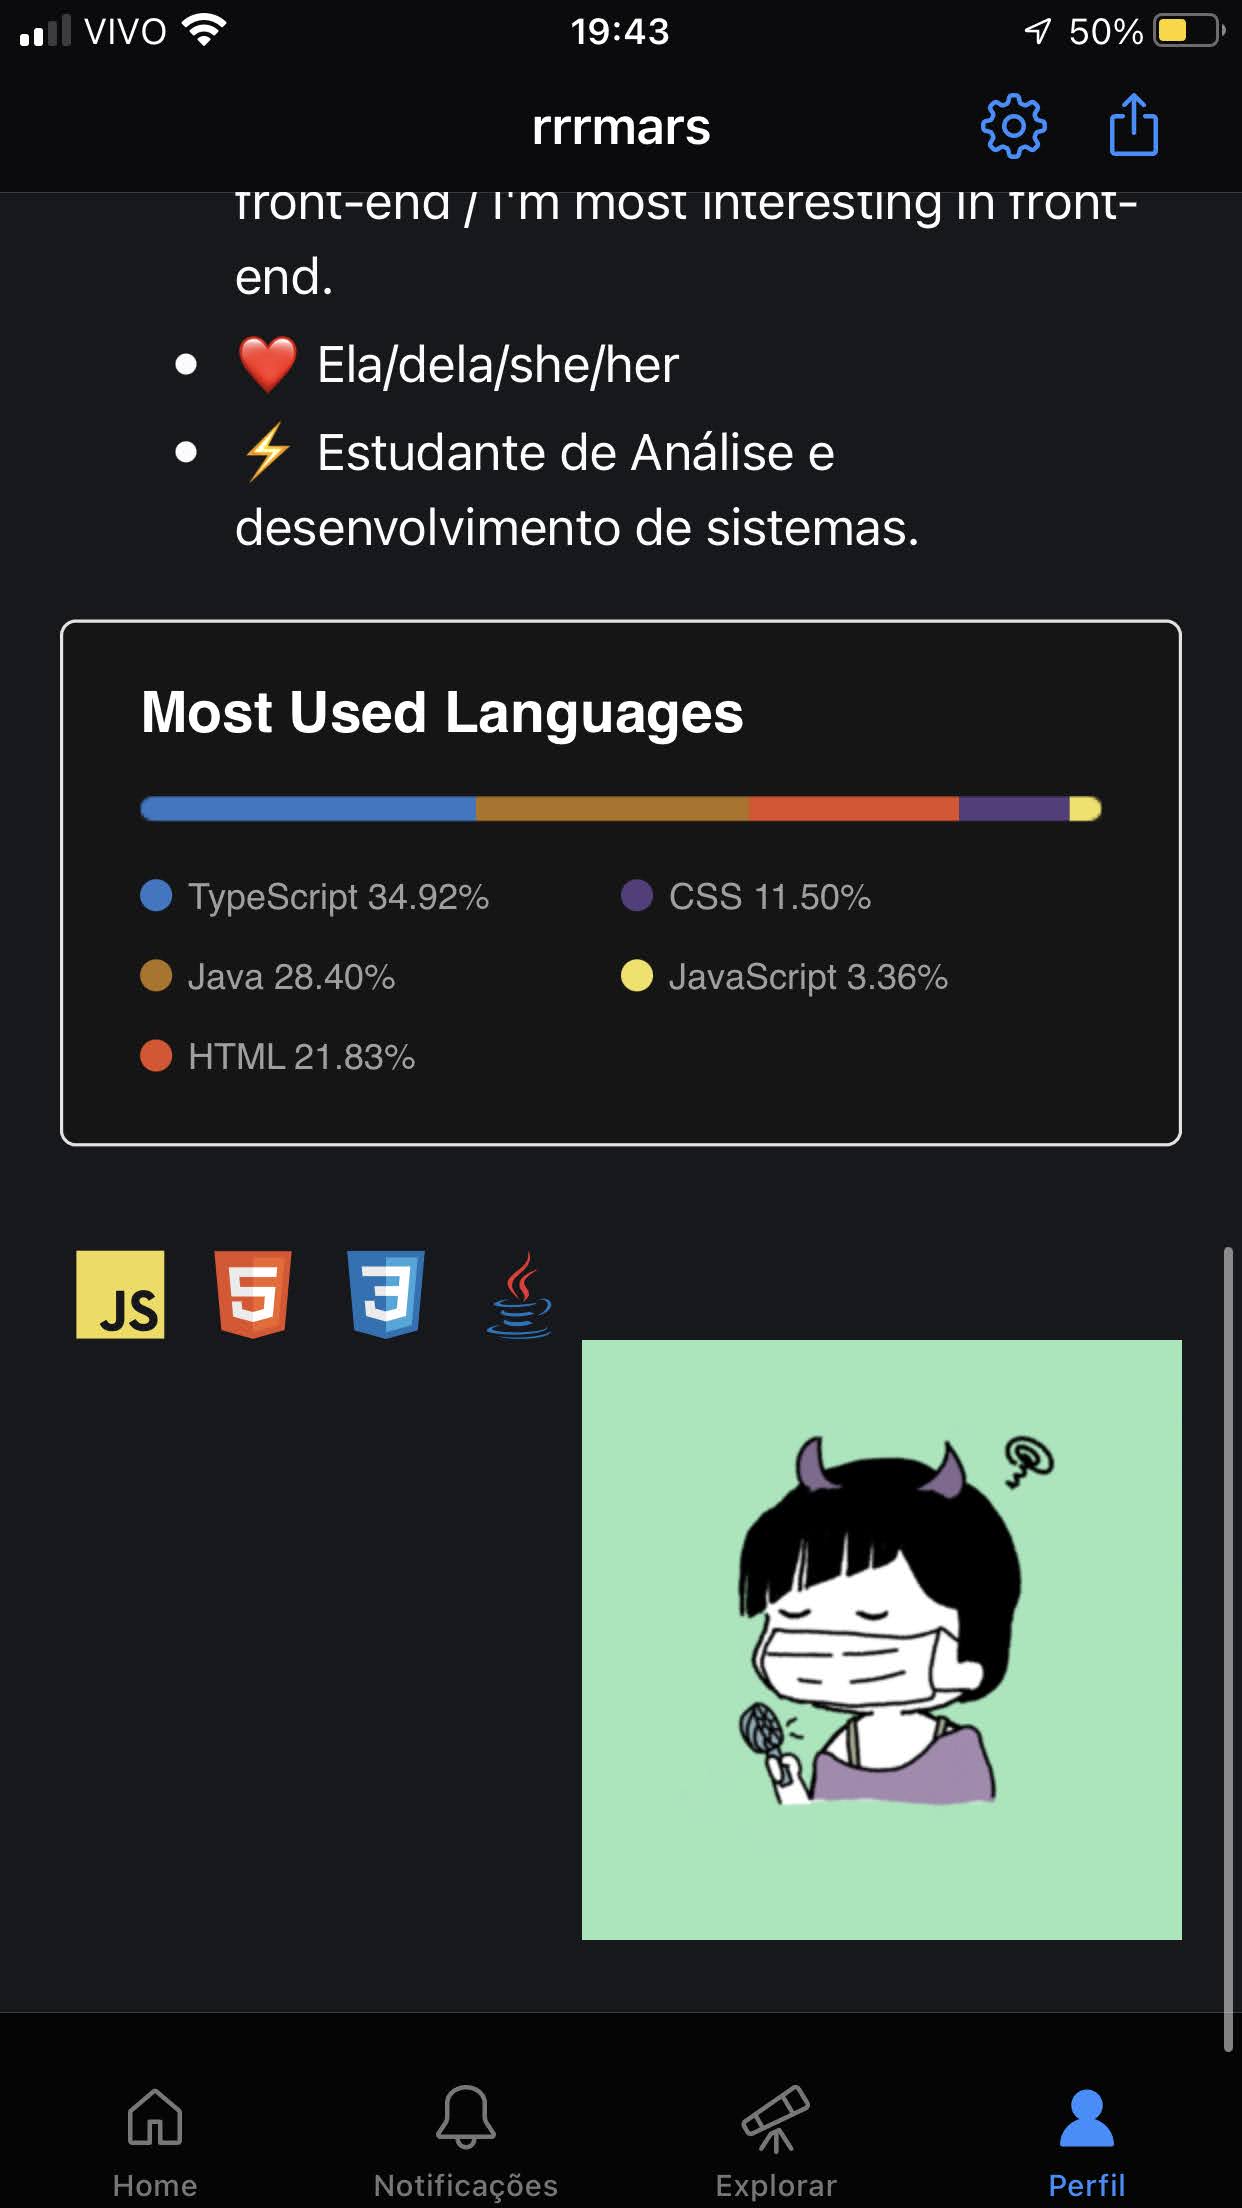 VIVO 19:43 50%
rrrmars
front-end / I'm most interesting in front-
end.
❤️ Ela/dela/she/her
⚡ Estudante de Análise e
desenvolvimento de sistemas.
Most Used Languages
TypeScript 34.92%
CSS 11.50%
Java 28.40%
JavaScript 3.36%
HTML 21.83%
JS
5
3
Home
Notificações
Explorar
Perfil